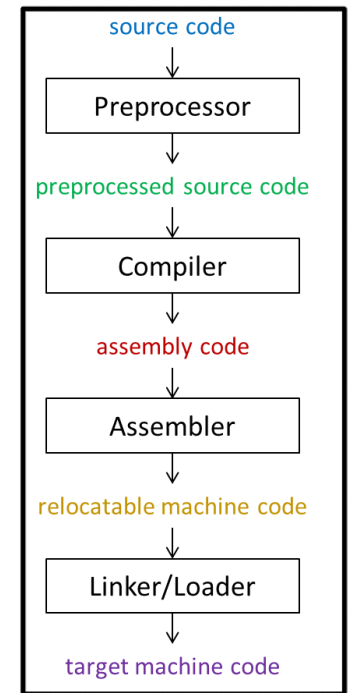 source code
Preprocessor
preprocessed source code
Compiler
assembly code
Assembler
relocatable machine code
Linker/Loader
target machine code